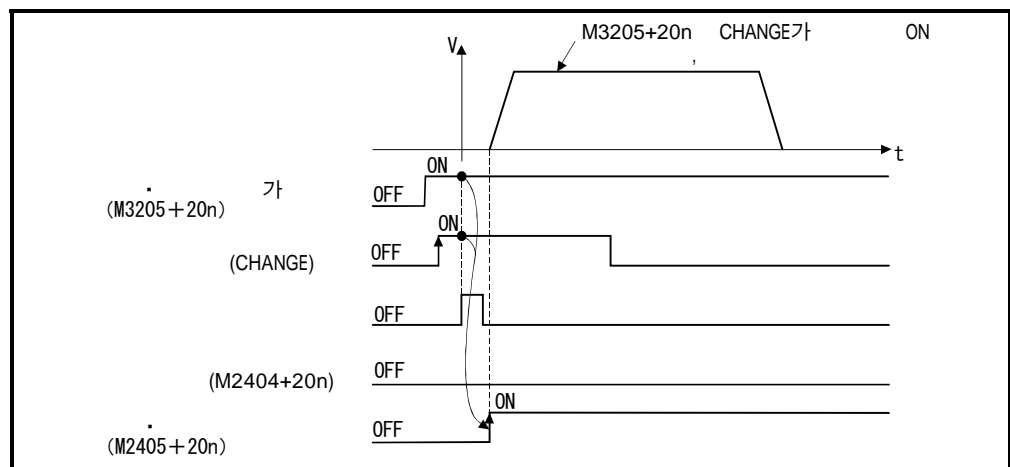 M3205+20n CHANGE가 ON
,
V
t
ON
· 가
OFF
(M3205+20n)
ON
OFF
(CHANGE)
OFF
OFF
(M2404+20n)
ON
·
OFF
(M2405+20n)